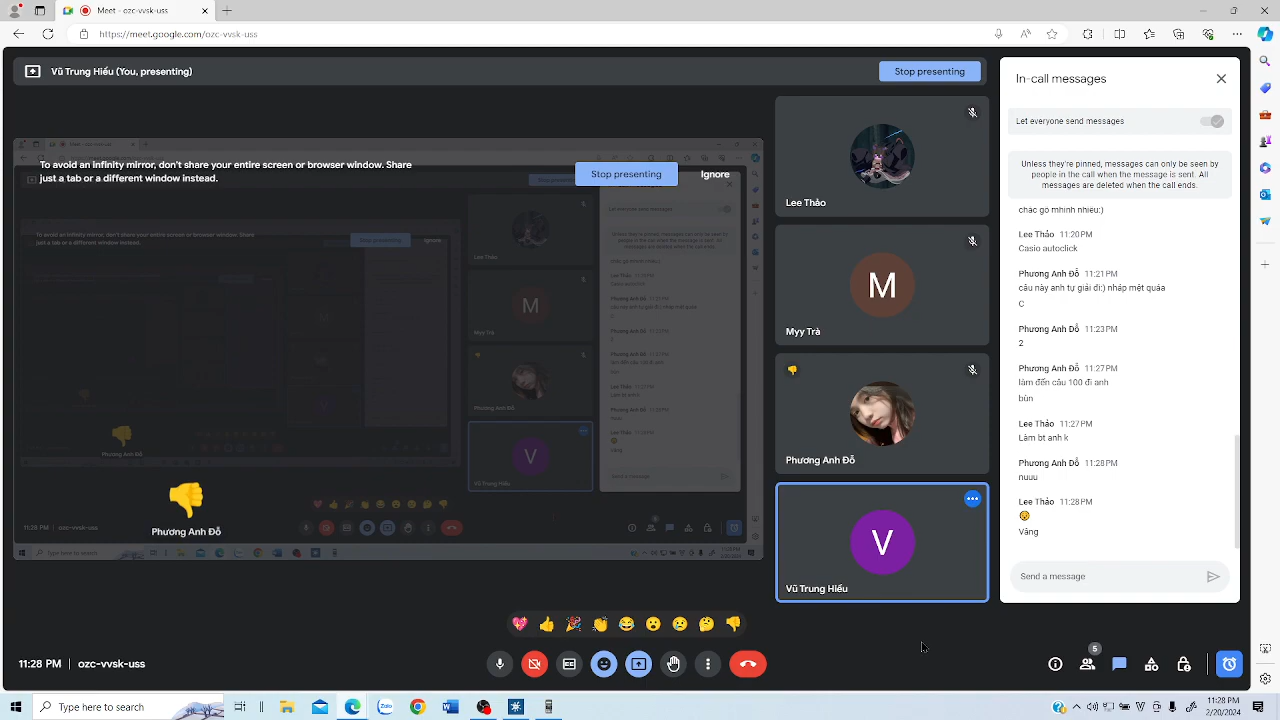 Meet - ozc-vvsk-uss
https://meet.google.com/ozc-vvsk-uss
Vũ Trung Hiếu (You, presenting)
Stop presenting
To avoid an infinity mirror, don't share your entire screen or browser window. Share
just a tab or a different window instead.
Stop presenting
Ignore
Lee Thảo
M
Myy Trà
Phương Anh Đỗ
V
Vũ Trung Hiếu
Phương Anh Đỗ
In-call messages
Let everyone send messages
Unless they're pinned, messages can only be seen by
people in the call when the message is sent. All
messages are deleted when the call ends.
chác gò mhình nhiêu:)
Lee Thảo 11:20 PM
Casio autoclick
Phương Anh Đỗ 11:21 PM
câu này anh tự giải đi:) nháp mệt quáa
C
Phương Anh Đỗ 11:23 PM
2
Phương Anh Đỗ 11:27 PM
làm đến câu 100 đi anh
bùn
Lee Thảo 11:27 PM
Làm bt anh k
Phương Anh Đỗ 11:28 PM
nuuu
Lee Thảo 11:28 PM
Vâng
Send a message
11:28 PM | ozc-vvsk-uss
5
Type here to search
Zalo
11:28 PM
2/20/2024